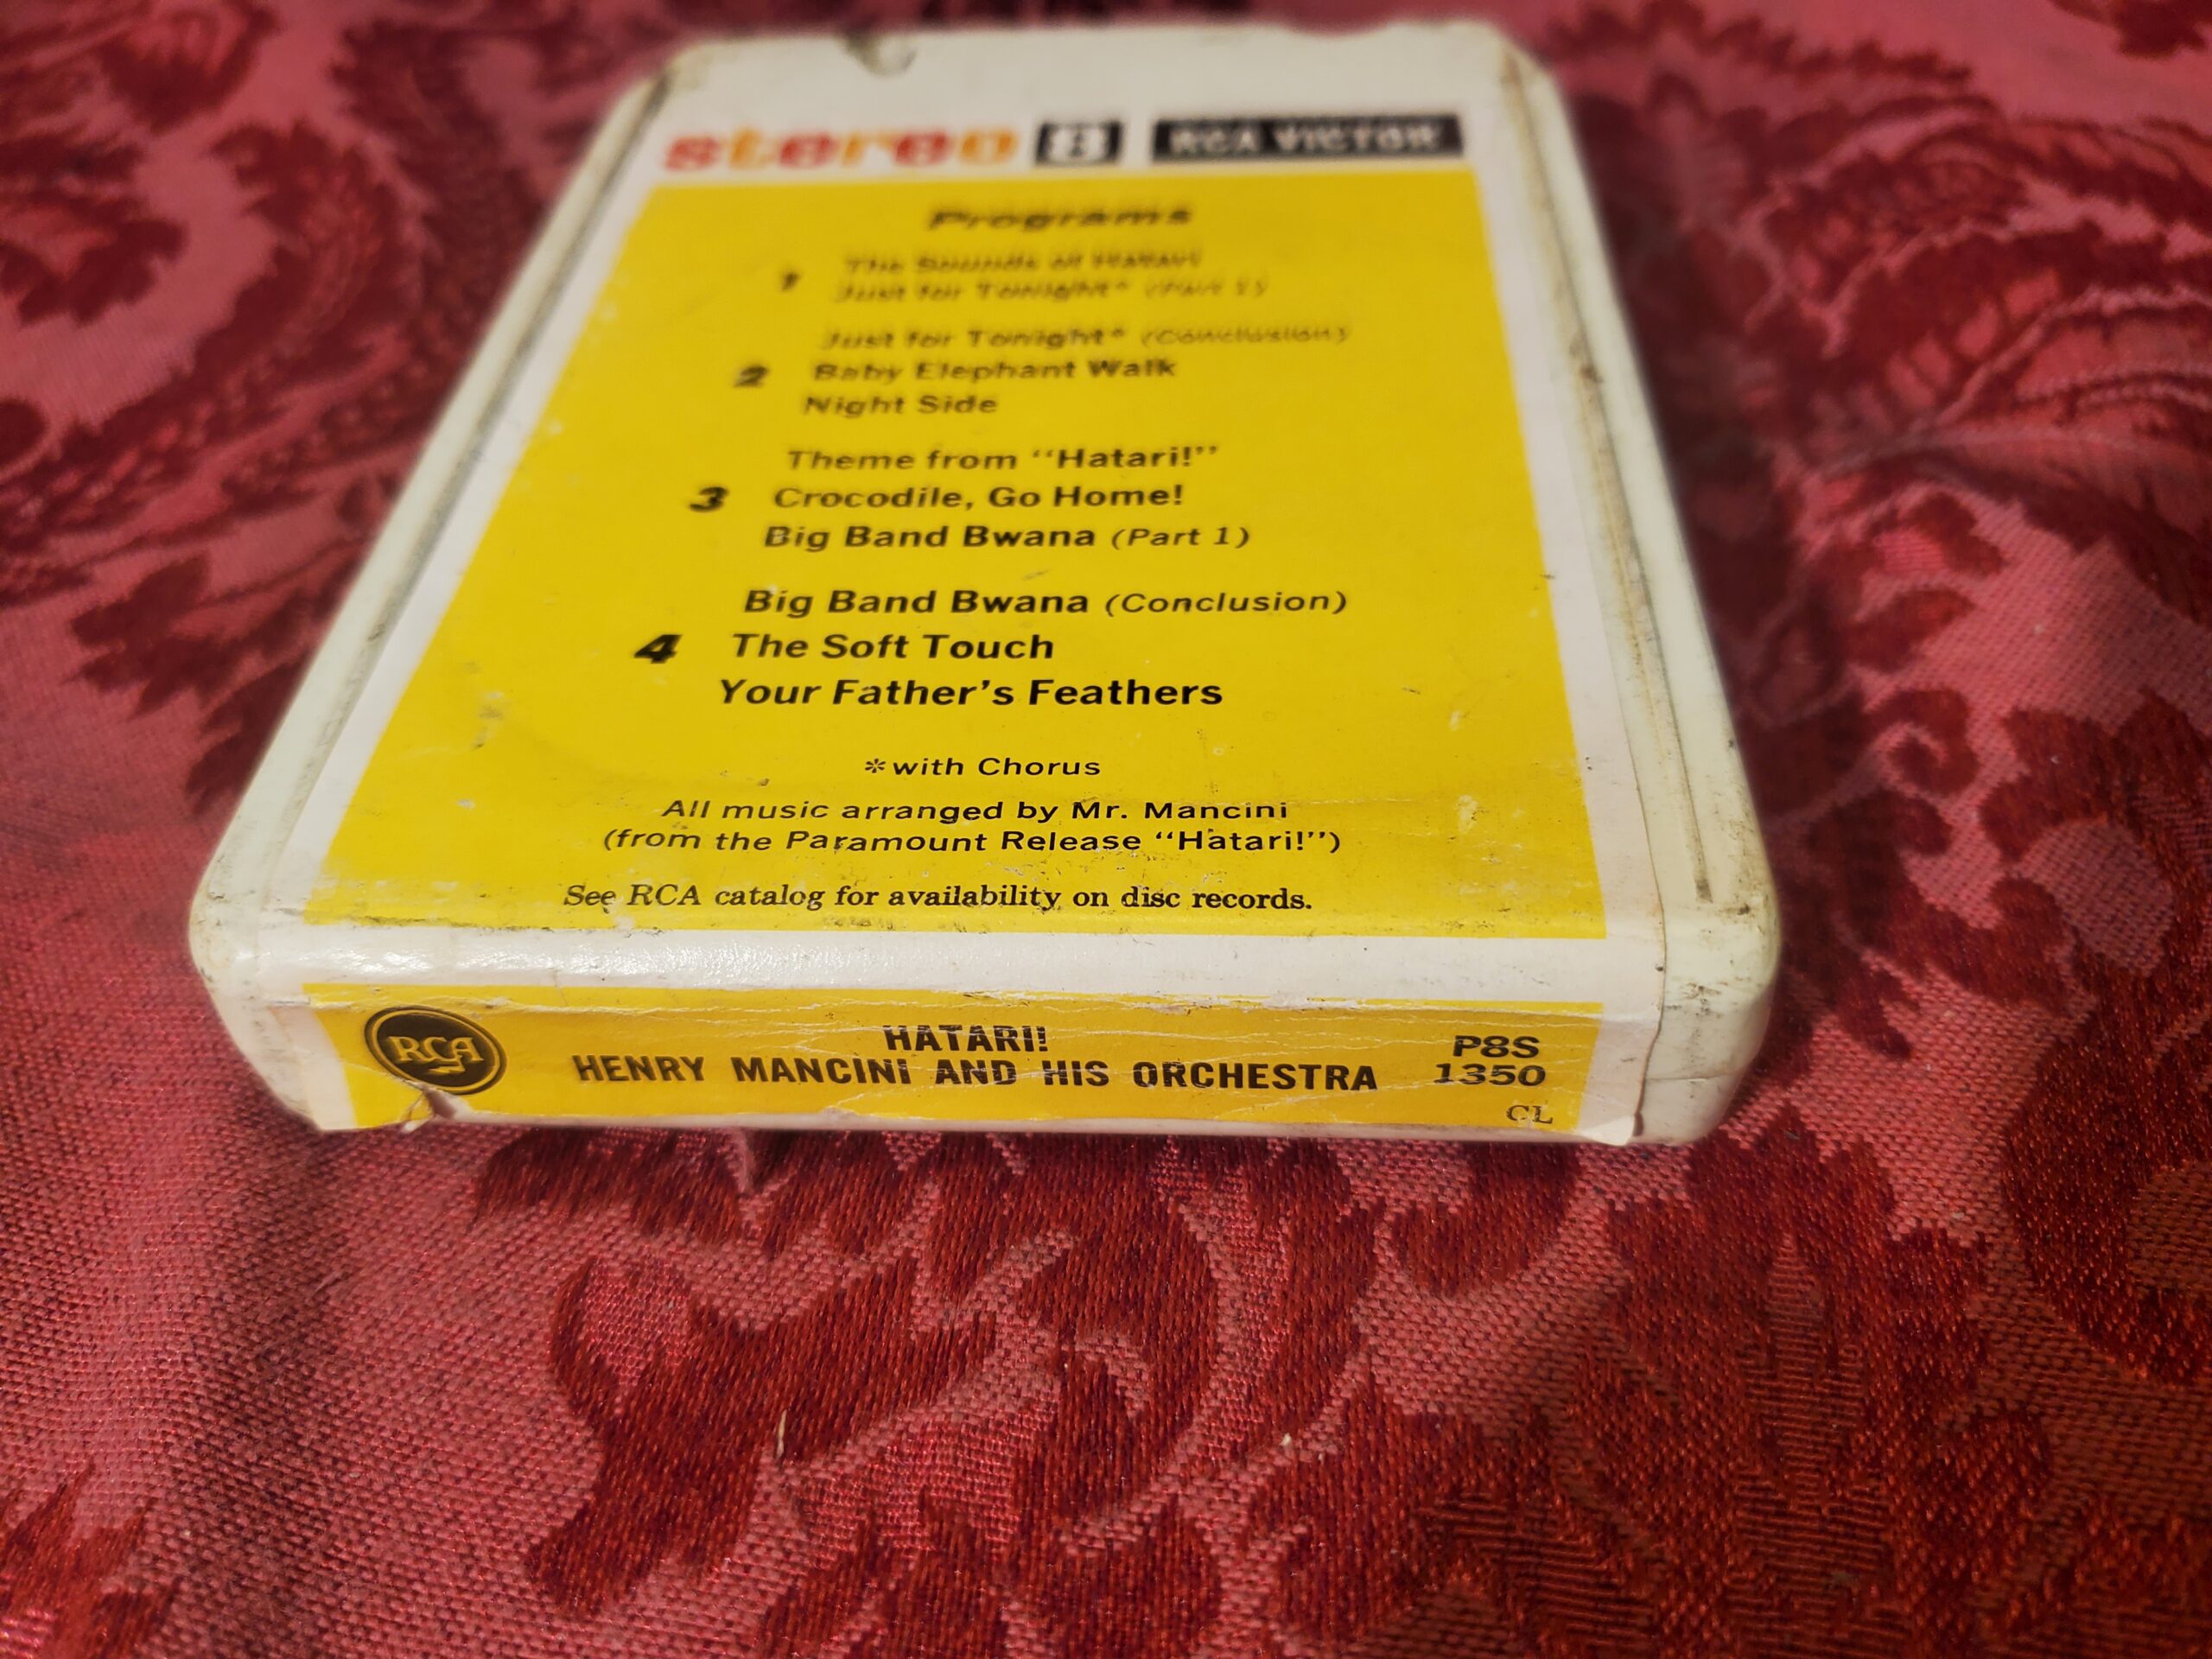 stereo 8 RCA VICTOR
Programs
1
The Sounds of Hatari
Just for Tonight* (Part 1)
Just for Tonight* (Conclusion)
2 Baby Elephant Walk
Night Side
Theme from "Hatari!"
3 Crocodile, Go Home!
Big Band Bwana (Part 1)
Big Band Bwana (Conclusion)
4 The Soft Touch
Your Father's Feathers
*with Chorus
All music arranged by Mr. Mancini
(from the Paramount Release "Hatari!")
See RCA catalog for availability on disc records.
RCA
HATARI!
HENRY MANCINI AND HIS ORCHESTRA
P8S
1350
CL